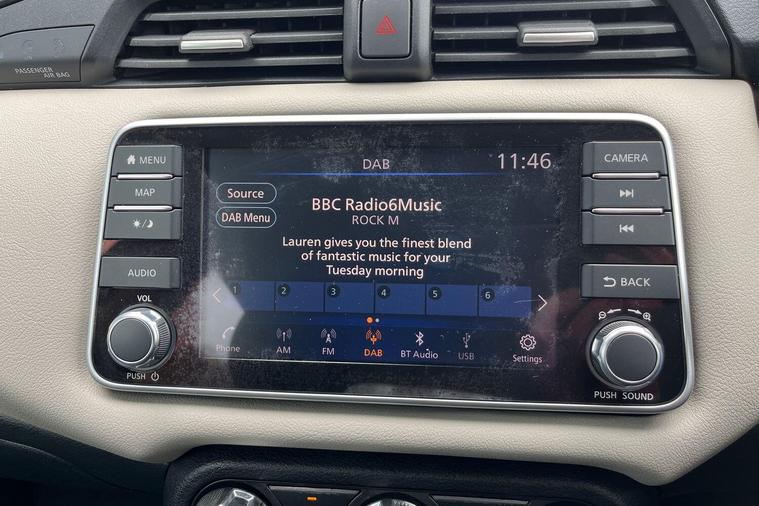 PASSENGER
AIR BAG
MENU
MAP
AUDIO
VOL
PUSH
DAB
11:46
Source
DAB Menu
BBC Radio6Music
ROCK M
Lauren gives you the finest blend
of fantastic music for your
Tuesday morning
1 2 3 4 5 6
Phone AM FM DAB BT Audio USB Settings
CAMERA
BACK
PUSH SOUND